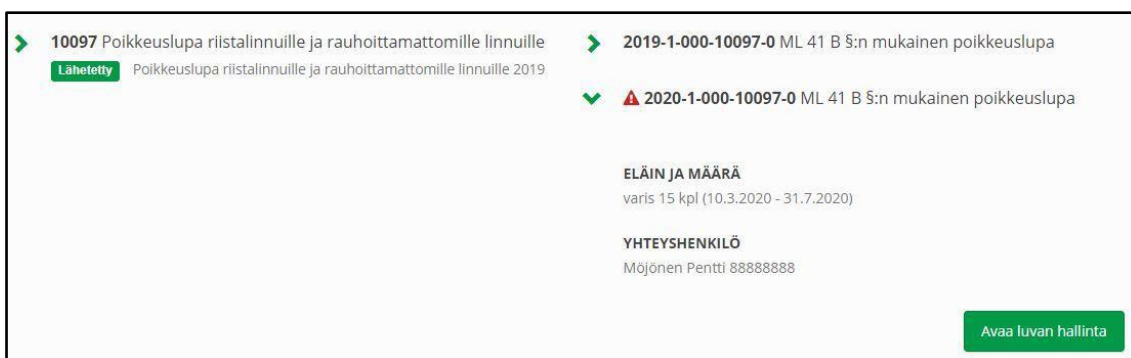 10097 Poikkeuslupa riistalinnuille ja rauhoittamattomille linnuille
Lähetetty Poikkeuslupa riistalinnuille ja rauhoittamattomille linnuille 2019
2019-1-000-10097-0 ML 41 B §:n mukainen poikkeuslupa
2020-1-000-10097-0 ML 41 B §:n mukainen poikkeuslupa
ELÄIN JA MÄÄRÄ
varis 15 kpl (10.3.2020 - 31.7.2020)
YHTEYSHENKILÖ
Möjönen Pentti 88888888
Avaa luvan hallinta